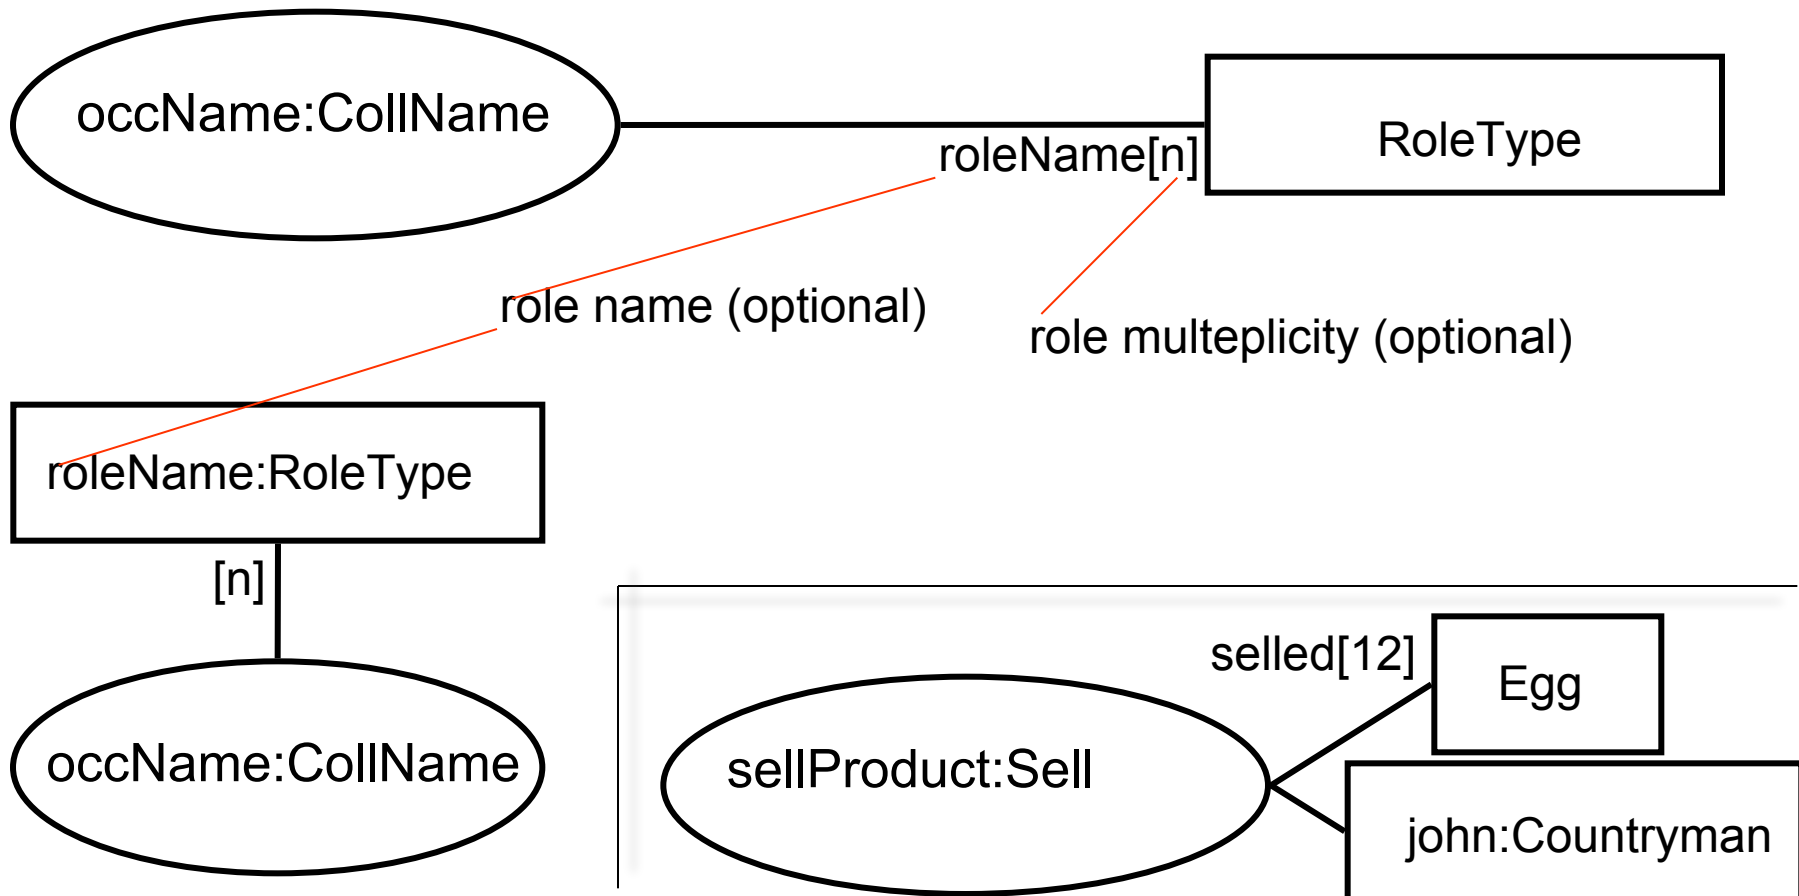 occName:CollName
RoleType
roleName[n]
role name (optional)
role multeplicity (optional)
roleName:RoleType
[n]
occName:CollName
selled[12]
Egg
sellProduct:Sell
john:Countryman